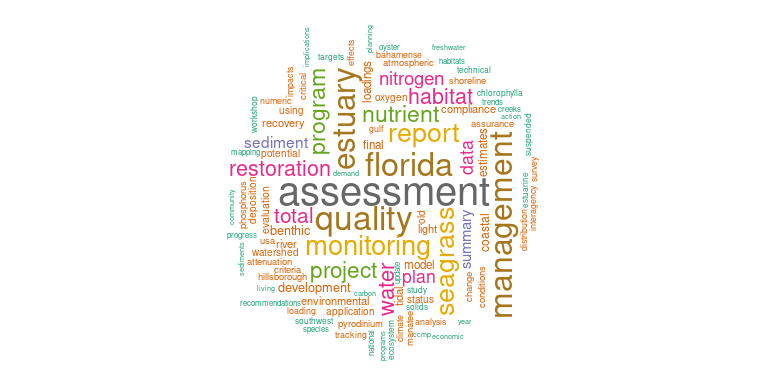 implications
planning
effects
targets
oyster
freshwater
bahamense
habitats
atmospheric
technical
impacts
critical
program
estuary
loadings
nitrogen
shoreline
chlorophylla
trends
numeric
oxygen
habitat
using
nutrient
compliance
creeks
action
workshop
recovery
gulf
report
assurance
suspended
sediment
final
data
estimates
management
mapping
potential
florida
restoration
demand
survey
interagency
community
phosphorus
deposition
evaluation
assessment
estuarine
distribution
total
quality
old
light
seagrass
summary
coastal
progress
benthic
usa
river
monitoring
sediments
watershed
attenuation
criteria
hillsborough
project
water
update
model
plan
change
conditions
living
development
carbon
tidal
study
status
solids
recommendations
environmental
loading
application
southwest
species
pyrodinium
tracking
national
programs
ecosystem
climate
manatee
analysis
year
ccmp
economic